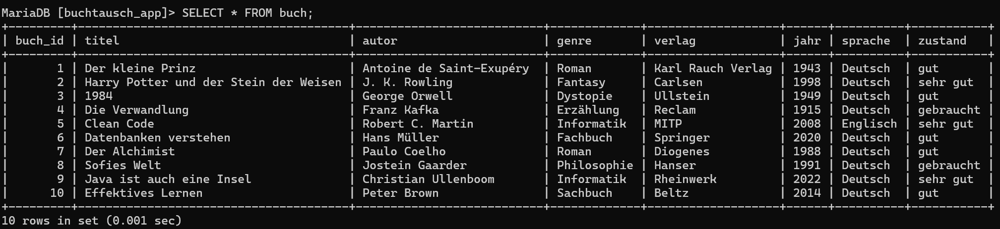 MariaDB [buchtausch_app]> SELECT * FROM buch;
+---------+---------------------------------------+---------------------------+-------------+-------------------+------+----------+-----------+
| buch_id | titel                                 | autor                     | genre       | verlag            | jahr | sprache  | zustand   |
+---------+---------------------------------------+---------------------------+-------------+-------------------+------+----------+-----------+
|       1 | Der kleine Prinz                      | Antoine de Saint-Exupéry  | Roman       | Karl Rauch Verlag | 1943 | Deutsch  | gut       |
|       2 | Harry Potter und der Stein der Weisen | J. K. Rowling             | Fantasy     | Carlsen           | 1998 | Deutsch  | sehr gut  |
|       3 | 1984                                  | George Orwell             | Dystopie    | Ullstein          | 1949 | Deutsch  | gut       |
|       4 | Die Verwandlung                       | Franz Kafka               | Erzählung   | Reclam            | 1915 | Deutsch  | gebraucht |
|       5 | Clean Code                            | Robert C. Martin          | Informatik  | MITP              | 2008 | Englisch | sehr gut  |
|       6 | Datenbanken verstehen                 | Hans Müller               | Fachbuch    | Springer          | 2020 | Deutsch  | gut       |
|       7 | Der Alchimist                         | Paulo Coelho              | Roman       | Diogenes          | 1988 | Deutsch  | gut       |
|       8 | Sofies Welt                           | Jostein Gaarder           | Philosophie | Hanser            | 1991 | Deutsch  | gebraucht |
|       9 | Java ist auch eine Insel              | Christian Ullenboom       | Informatik  | Rheinwerk         | 2022 | Deutsch  | sehr gut  |
|      10 | Effektives Lernen                     | Peter Brown               | Sachbuch    | Beltz             | 2014 | Deutsch  | gut       |
+---------+---------------------------------------+---------------------------+-------------+-------------------+------+----------+-----------+
10 rows in set (0.001 sec)